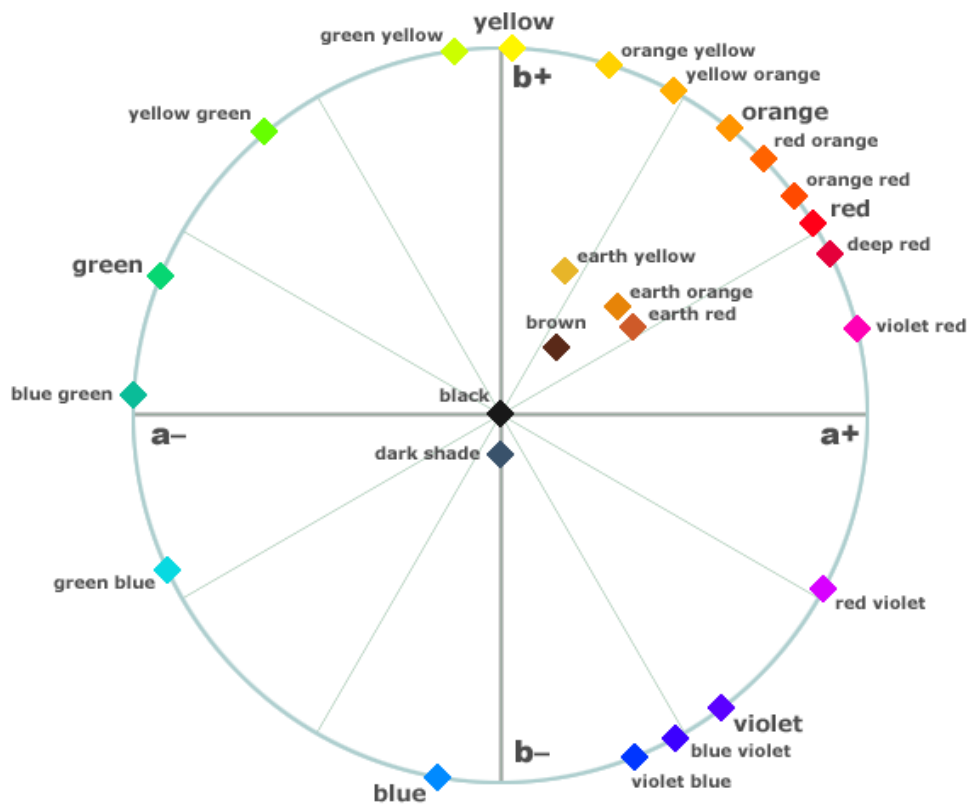 yellow
green yellow
orange yellow
b+
yellow orange
yellow green
orange
red orange
orange red
red
deep red
earth yellow
green
earth orange
earth red
brown
violet red
blue green
black
a–
a+
dark shade
green blue
red violet
violet
b–
blue violet
violet blue
blue